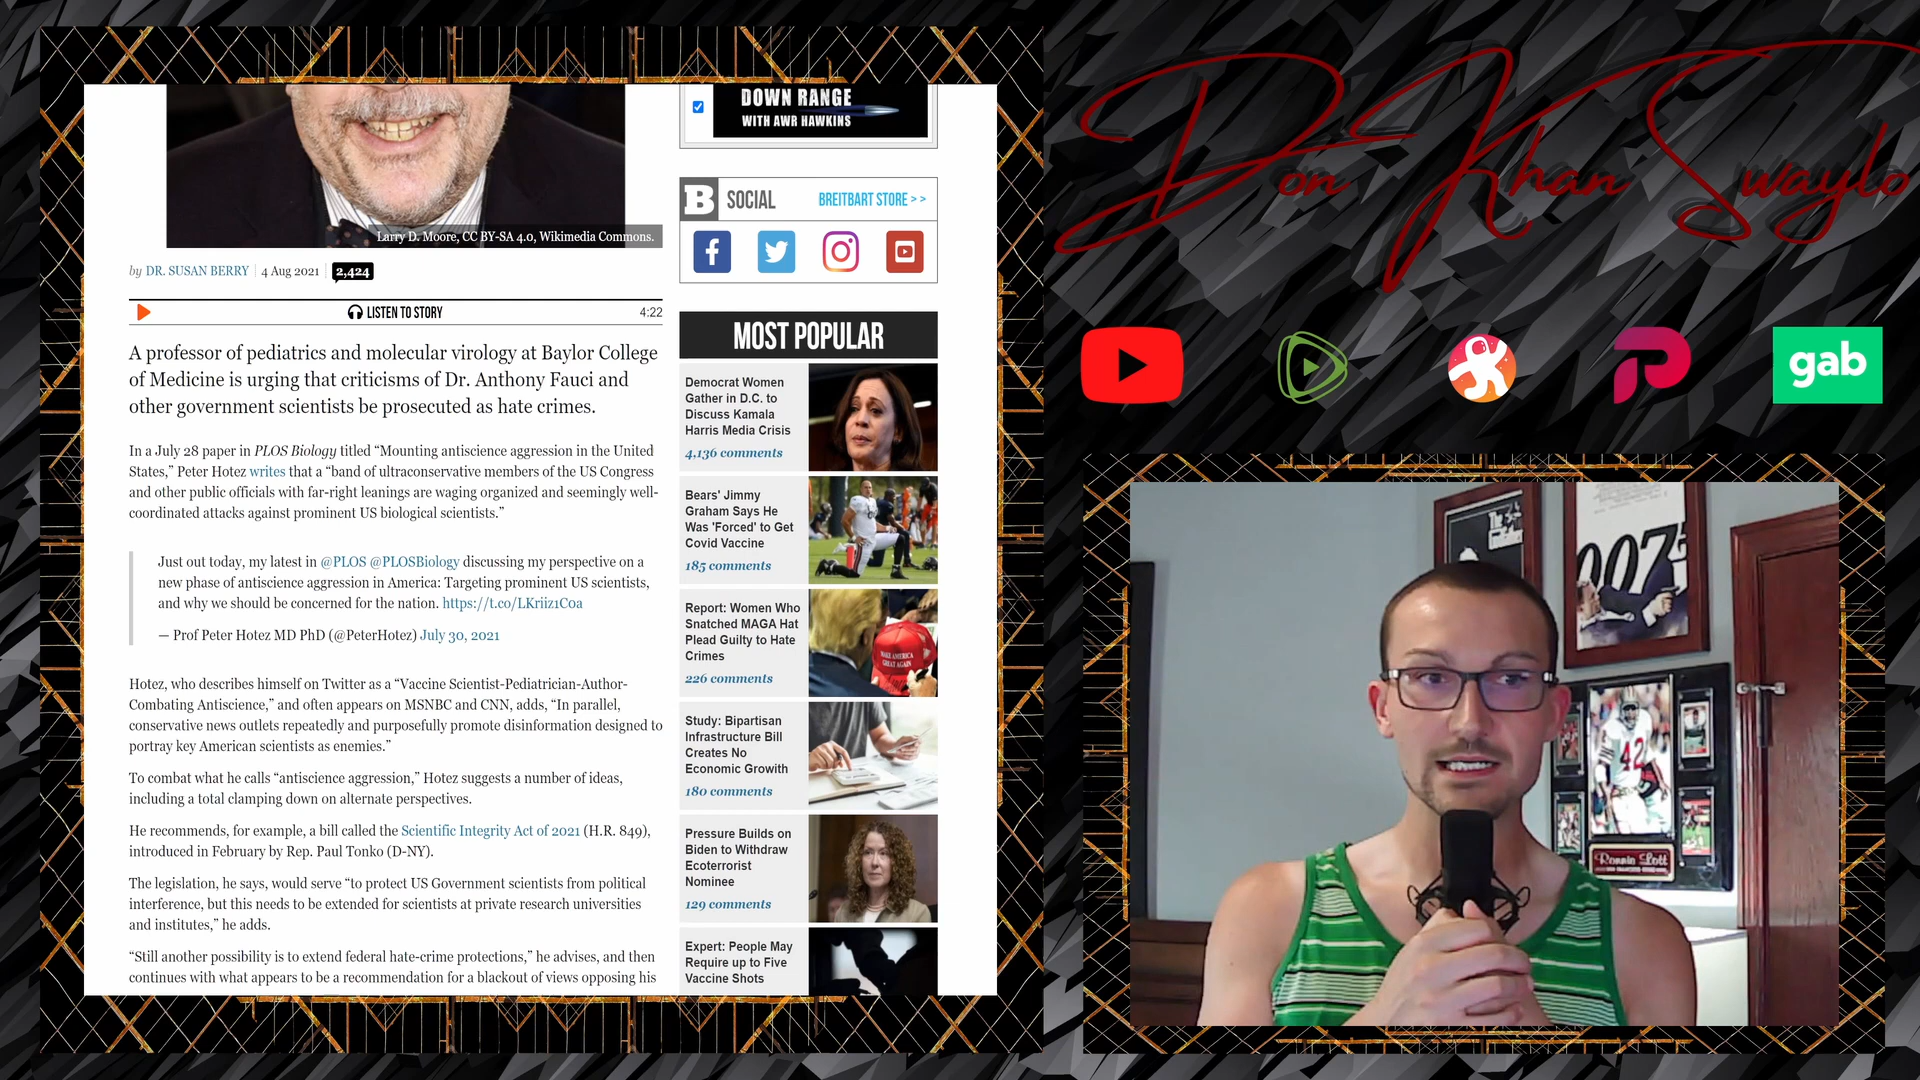 DOWN RANGE
WITH AWR HAWKINS
Larry D. Moore, CC BY-SA 4.0, Wikimedia Commons.
by DR. SUSAN BERRY | 4 Aug 2021 | 2,424
LISTEN TO STORY 4:22
A professor of pediatrics and molecular virology at Baylor College
of Medicine is urging that criticisms of Dr. Anthony Fauci and
other government scientists be prosecuted as hate crimes.
In a July 28 paper in PLOS Biology titled “Mounting antiscience aggression in the United
States,” Peter Hotez writes that a “band of ultraconservative members of the US Congress
and other public officials with far-right leanings are waging organized and seemingly well-
coordinated attacks against prominent US biological scientists.”
Just out today, my latest in @PLOS @PLOSBiology discussing my perspective on a
new phase of antiscience aggression in America: Targeting prominent US scientists,
and why we should be concerned for the nation. https://t.co/LKriiz1C0a
— Prof Peter Hotez MD PhD (@PeterHotez) July 30, 2021
Hotez, who describes himself on Twitter as a “Vaccine Scientist-Pediatrician-Author-
Combating Antiscience,” and often appears on MSNBC and CNN, adds, “In parallel,
conservative news outlets repeatedly and purposefully promote disinformation designed to
portray key American scientists as enemies.”
To combat what he calls “antiscience aggression,” Hotez suggests a number of ideas,
including a total clamping down on alternate perspectives.
He recommends, for example, a bill called the Scientific Integrity Act of 2021 (H.R. 849),
introduced in February by Rep. Paul Tonko (D-NY).
The legislation, he says, would serve “to protect US Government scientists from political
interference, but this needs to be extended for scientists at private research universities
and institutes,” he adds.
“Still another possibility is to extend federal hate-crime protections,” he advises, and then
continues with what appears to be a recommendation for a blackout of views opposing his
B SOCIAL BREITBART STORE > >
MOST POPULAR
Democrat Women
Gather in D.C. to
Discuss Kamala
Harris Media Crisis
4,136 comments
Bears' Jimmy
Graham Says He
Was 'Forced' to Get
Covid Vaccine
185 comments
Report: Women Who
Snatched MAGA Hat
Plead Guilty to Hate
Crimes
226 comments
MAKE AMERICA
GREAT AGAIN
Study: Bipartisan
Infrastructure Bill
Creates No
Economic Growth
180 comments
Pressure Builds on
Biden to Withdraw
Ecoterrorist
Nominee
129 comments
Expert: People May
Require up to Five
Vaccine Shots
Don Khan Swaylo
gab
The
Godfather
007
42
Ronnie Lott